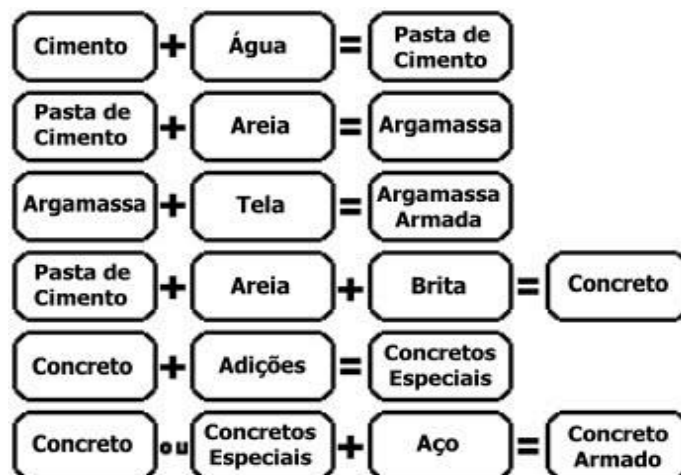 Cimento + Água = Pasta de Cimento
Pasta de Cimento + Areia = Argamassa
Argamassa + Tela = Argamassa Armada
Pasta de Cimento + Areia + Brita = Concreto
Concreto + Adições = Concretos Especiais
Concreto ou Concretos Especiais + Aço = Concreto Armado